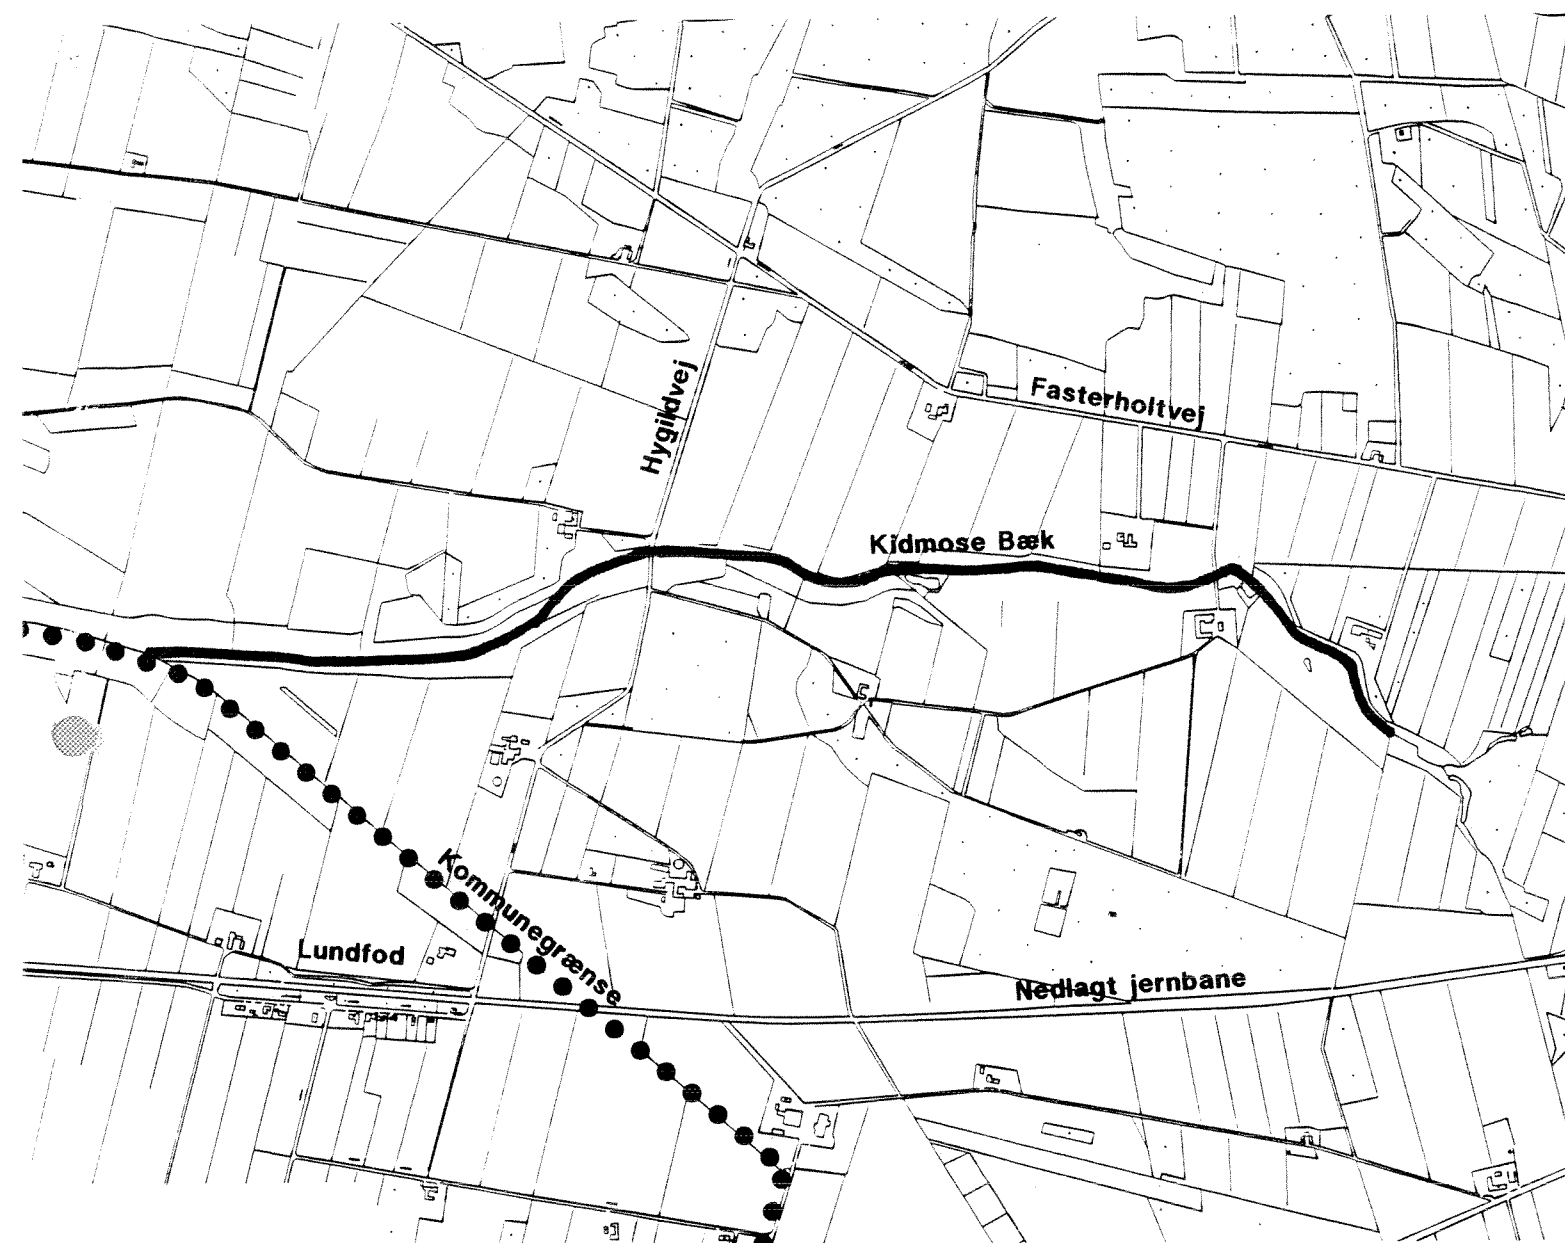 Fasterholtvej
Hygildvej
Kidmose Bæk
Kommunegrænse
Lundfod
Nedlagt jernbane